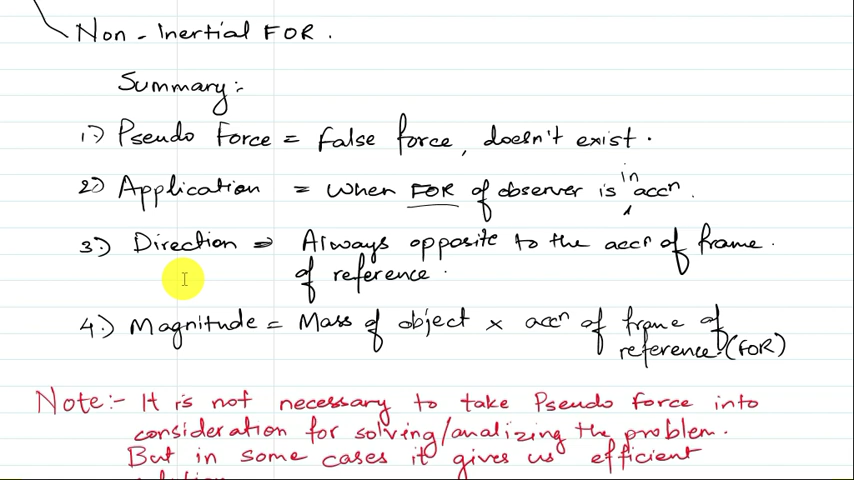 Non-Inertial FOR.
Summary:-
1.) Pseudo Force = False force, doesn't exist.
2) Application = When FOR of observer is in accn.
3.) Direction => Always opposite to the accn of frame.
of reference.
4.) Magnitude = Mass of object x accn of frame of
reference. (FOR)
Note:- It is not necessary to take Pseudo force into
consideration for solving/analizing the problem.
But in some cases it gives us efficient